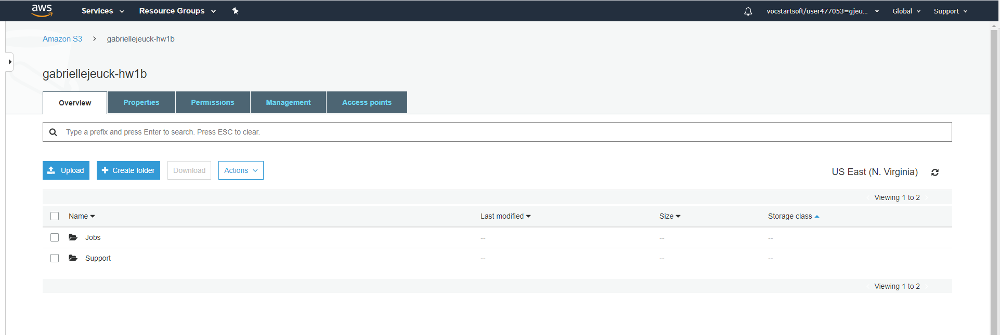 aws Services Resource Groups vocstartsoft/user477053=gjeu... Global Support
Amazon S3 > gabriellejeuck-hw1b
gabriellejeuck-hw1b
Overview Properties Permissions Management Access points
Type a prefix and press Enter to search. Press ESC to clear.
Upload + Create folder Download Actions US East (N. Virginia)
Viewing 1 to 2
Name Last modified Size Storage class
Jobs -- -- --
Support -- -- --
Viewing 1 to 2